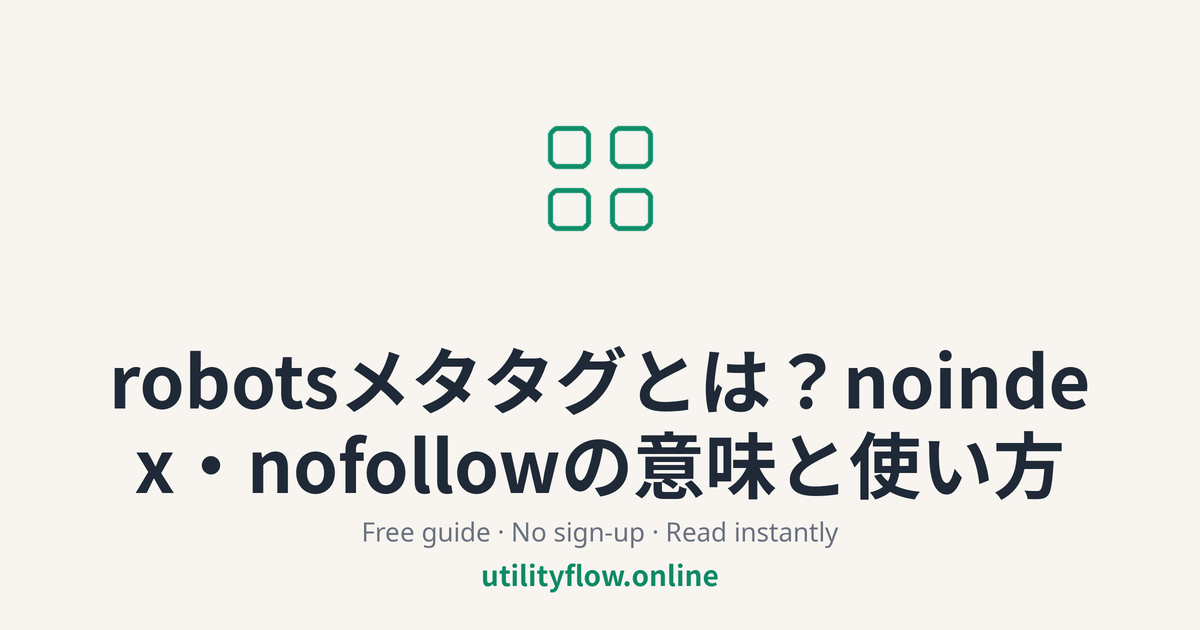 robotsメタタグとは？noinde
x・nofollowの意味と使い方
Free guide · No sign-up · Read instantly
utilityflow.online